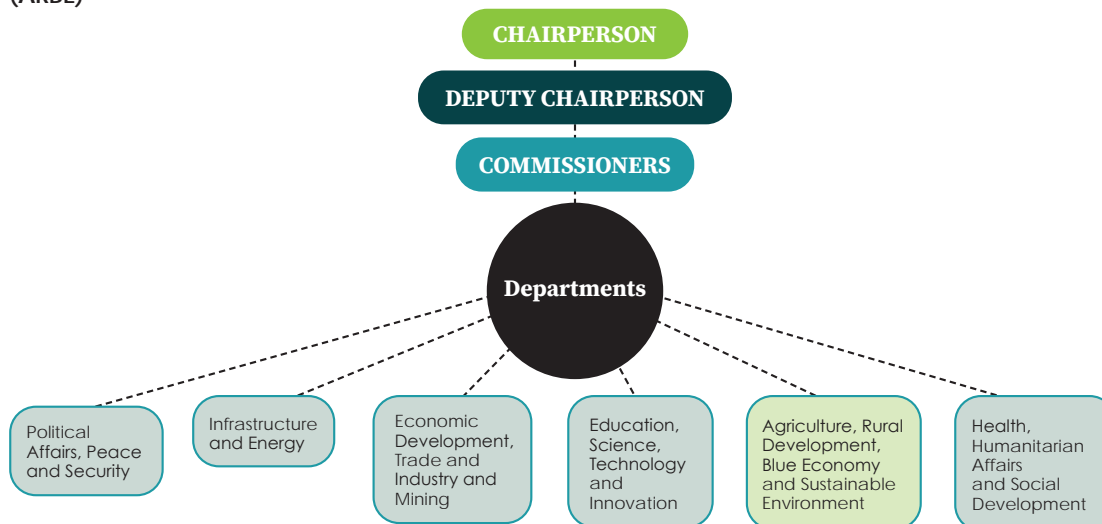 (ARBE)
CHAIRPERSON
DEPUTY CHAIRPERSON
COMMISSIONERS
Departments
Political
Affairs, Peace
and Security
Infrastructure
and Energy
Economic
Development,
Trade and
Industry and
Mining
Education,
Science,
Technology
and
Innovation
Agriculture, Rural
Development,
Blue Economy
and Sustainable
Environment
Health,
Humanitarian
Affairs
and Social
Development